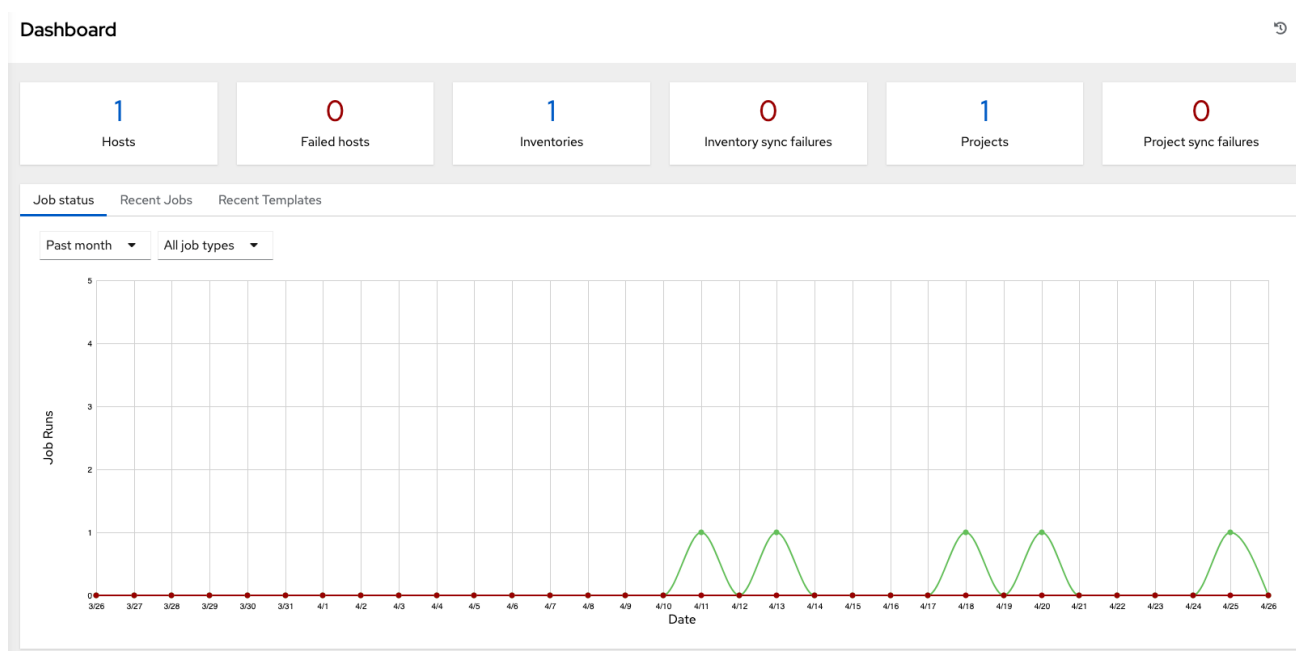 Dashboard
1 0 1 0 1 0
Hosts Failed hosts Inventories Inventory sync failures Projects Project sync failures
Job status Recent Jobs Recent Templates
Past month All job types
5
4
3
2
1
0
Job Runs
3/26 3/27 3/28 3/29 3/30 3/31 4/1 4/2 4/3 4/4 4/5 4/6 4/7 4/8 4/9 4/10 4/11 4/12 4/13 4/14 4/15 4/16 4/17 4/18 4/19 4/20 4/21 4/22 4/23 4/24 4/25 4/26
Date